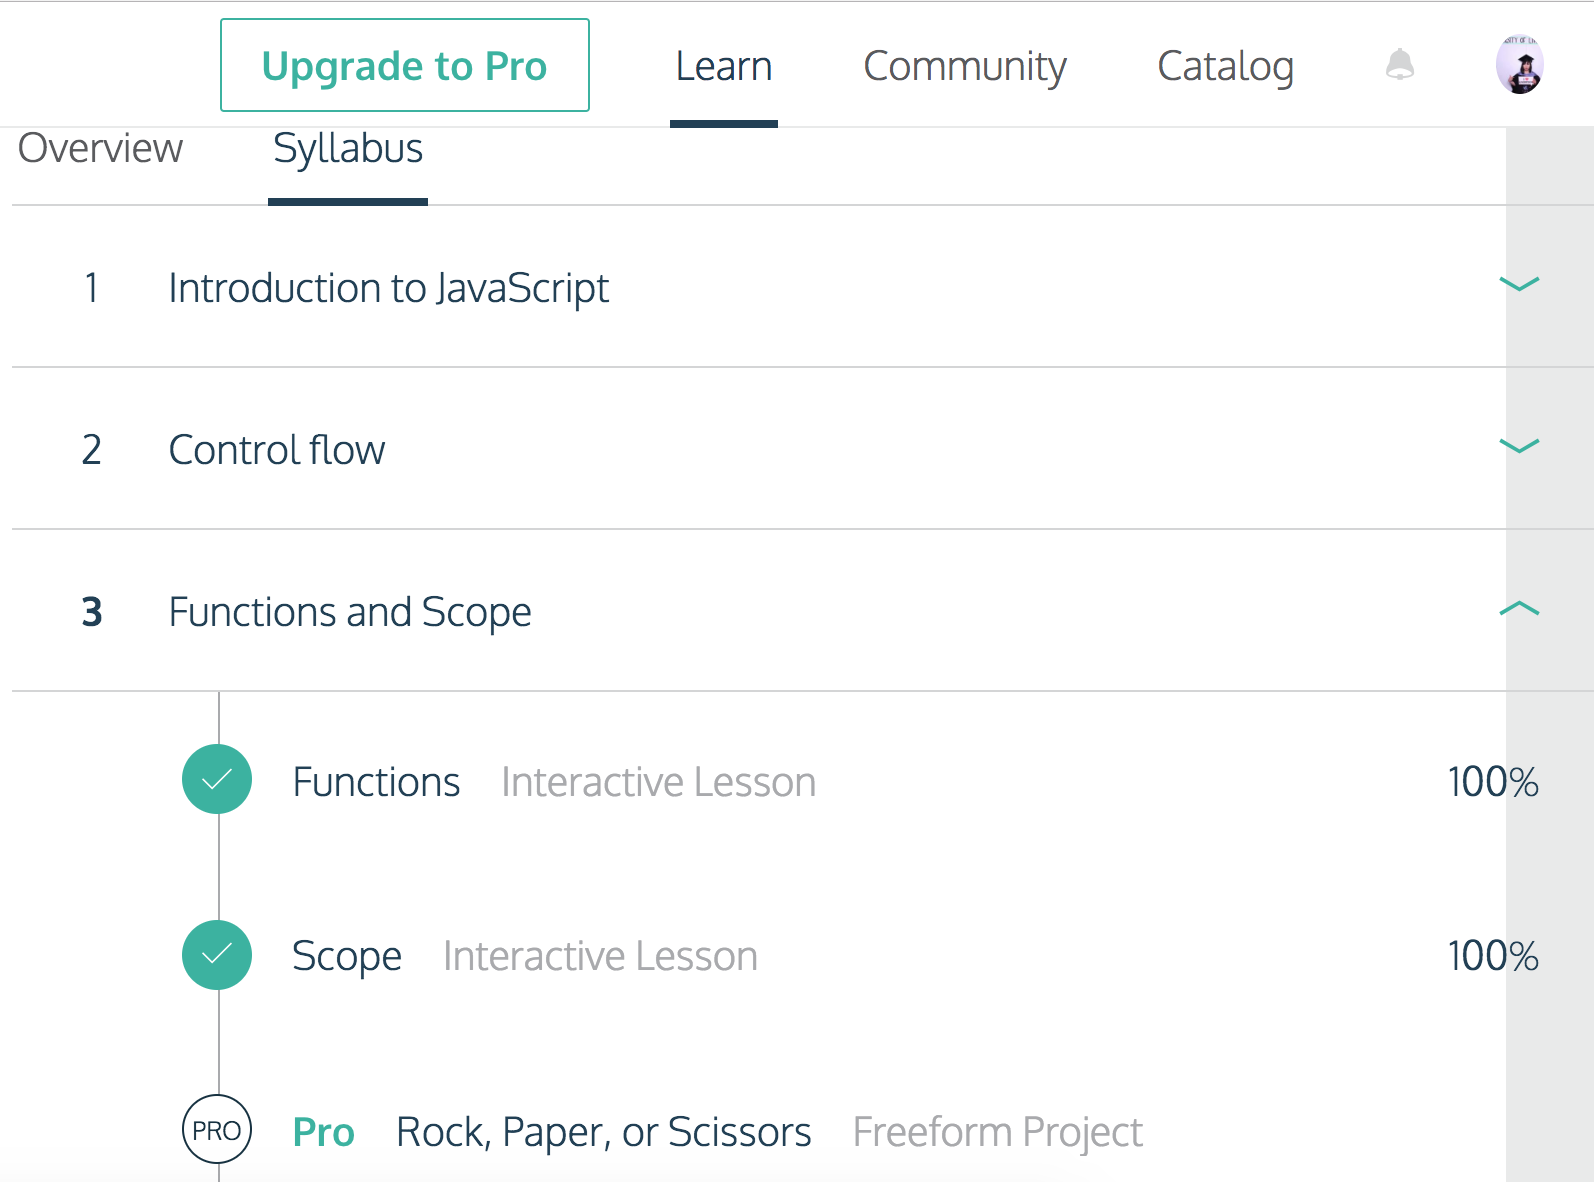 Upgrade to Pro Learn Community Catalog
Overview Syllabus
1 Introduction to JavaScript
2 Control flow
3 Functions and Scope
Functions Interactive Lesson 100%
Scope Interactive Lesson 100%
PRO Pro Rock, Paper, or Scissors Freeform Project